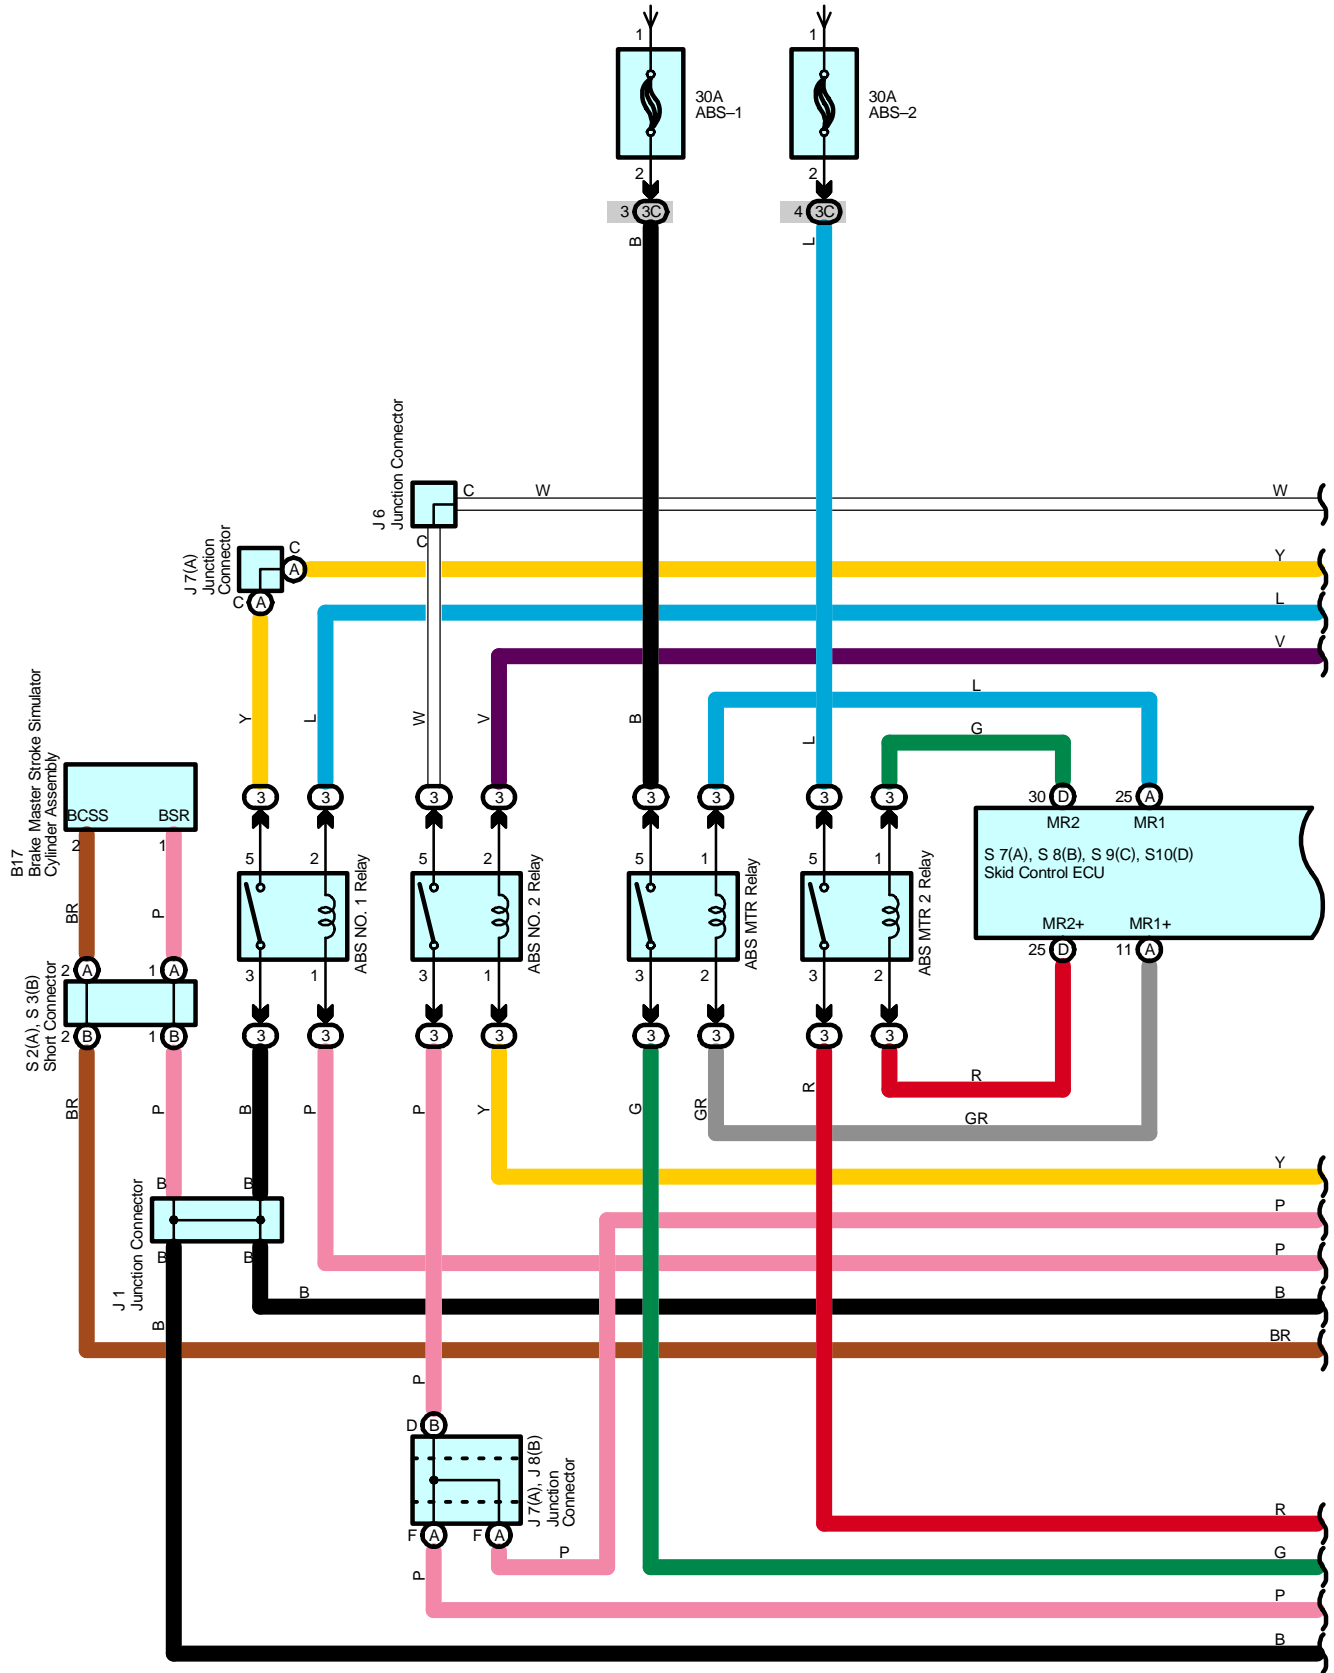 1
1
30A
ABS–1
30A
ABS–2
2
2
3 3C
4 3C
B
L
J 6
Junction Connector
C
W
W
C
J 7(A)
Junction
Connector
C
A
C A
Y
L
V
Y
L
W
V
B
L
L
G
B17
Brake Master Stroke Simulator
Cylinder Assembly
BCSS
BSR
2
1
3
3
3
3
3
3
3
3
30 D
25 A
MR2
MR1
5
2
5
2
5
1
5
1
S 7(A), S 8(B), S 9(C), S10(D)
Skid Control ECU
ABS NO. 1 Relay
ABS NO. 2 Relay
ABS MTR Relay
ABS MTR 2 Relay
BR
P
MR2+
MR1+
25 D
11 A
2 A
1 A
3
1
3
1
3
2
3
2
S 2(A), S 3(B)
Short Connector
2 B
1 B
3
3
3
3
3
3
3
3
BR
P
B
P
P
Y
G
GR
R
R
GR
Y
B
B
J 1
Junction Connector
P
B
B
P
B
B
B
BR
P
D B
J 7(A), J 8(B)
Junction
Connector
F A
F A
R
P
G
P
P
B